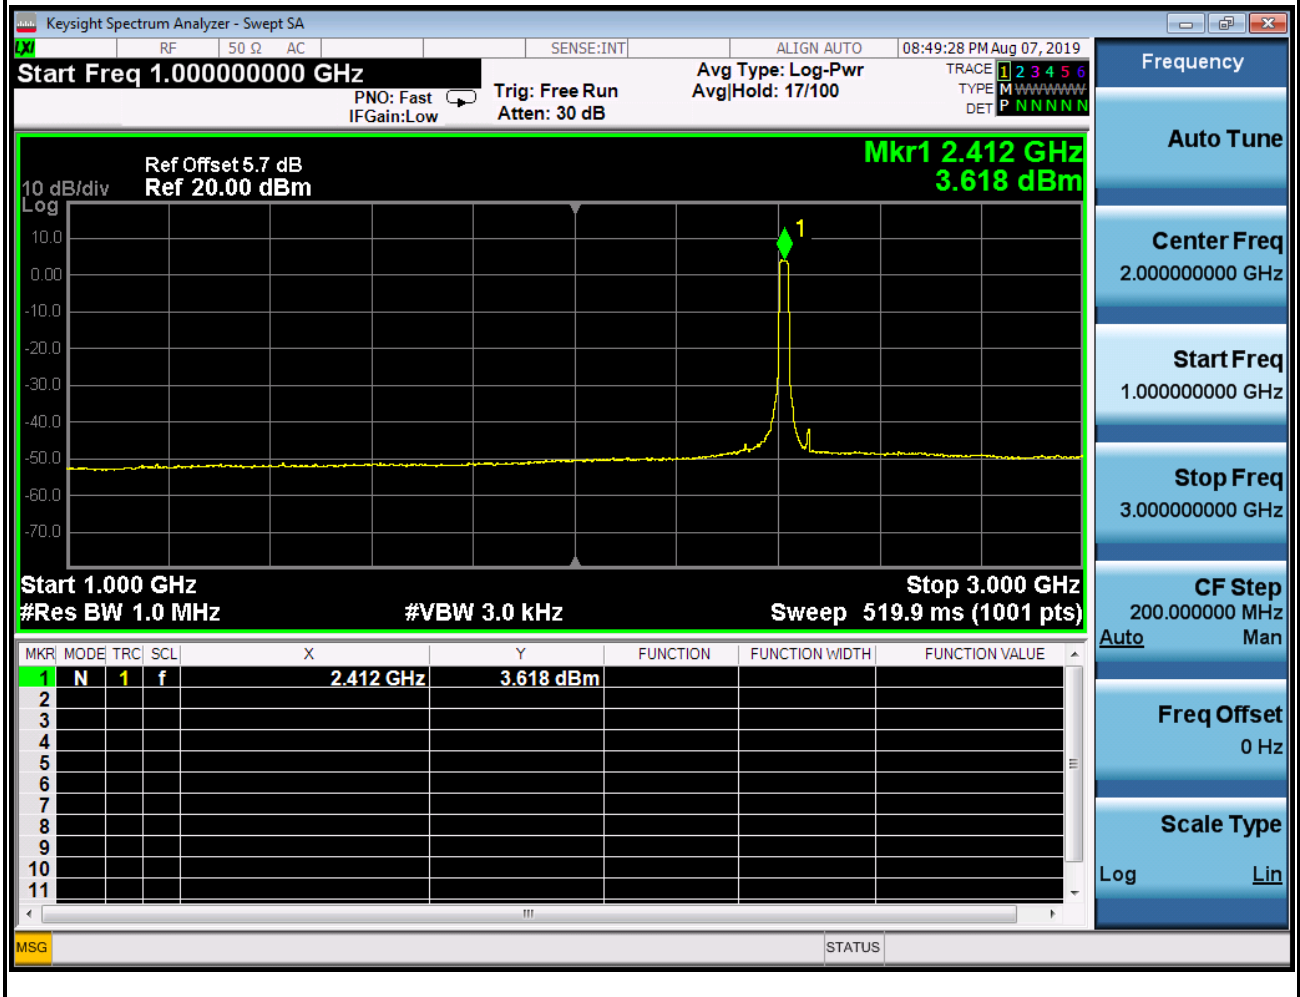 Keysight Spectrum Analyzer - Swept SA
LXI RF 50 Ω AC SENSE:INT ALIGN AUTO 08:49:28 PM Aug 07, 2019
Start Freq 1.000000000 GHz
PNO: Fast
IFGain:Low
Trig: Free Run
Atten: 30 dB
Avg Type: Log-Pwr
Avg|Hold: 17/100
TRACE 1 2 3 4 5 6
TYPE M WWWWW
DET P N N N N N
Mkr1 2.412 GHz
3.618 dBm
Ref Offset 5.7 dB
10 dB/div Ref 20.00 dBm
Log
1
10.0
0.00
-10.0
-20.0
-30.0
-40.0
-50.0
-60.0
-70.0
Start 1.000 GHz Stop 3.000 GHz
#Res BW 1.0 MHz #VBW 3.0 kHz Sweep 519.9 ms (1001 pts)
MKR MODE TRC SCL X Y FUNCTION FUNCTION WIDTH FUNCTION VALUE
1 N 1 f 2.412 GHz 3.618 dBm
2
3
4
5
6
7
8
9
10
11
MSG STATUS
Frequency
Auto Tune
Center Freq
2.000000000 GHz
Start Freq
1.000000000 GHz
Stop Freq
3.000000000 GHz
CF Step
200.000000 MHz
Auto Man
Freq Offset
0 Hz
Scale Type
Log Lin